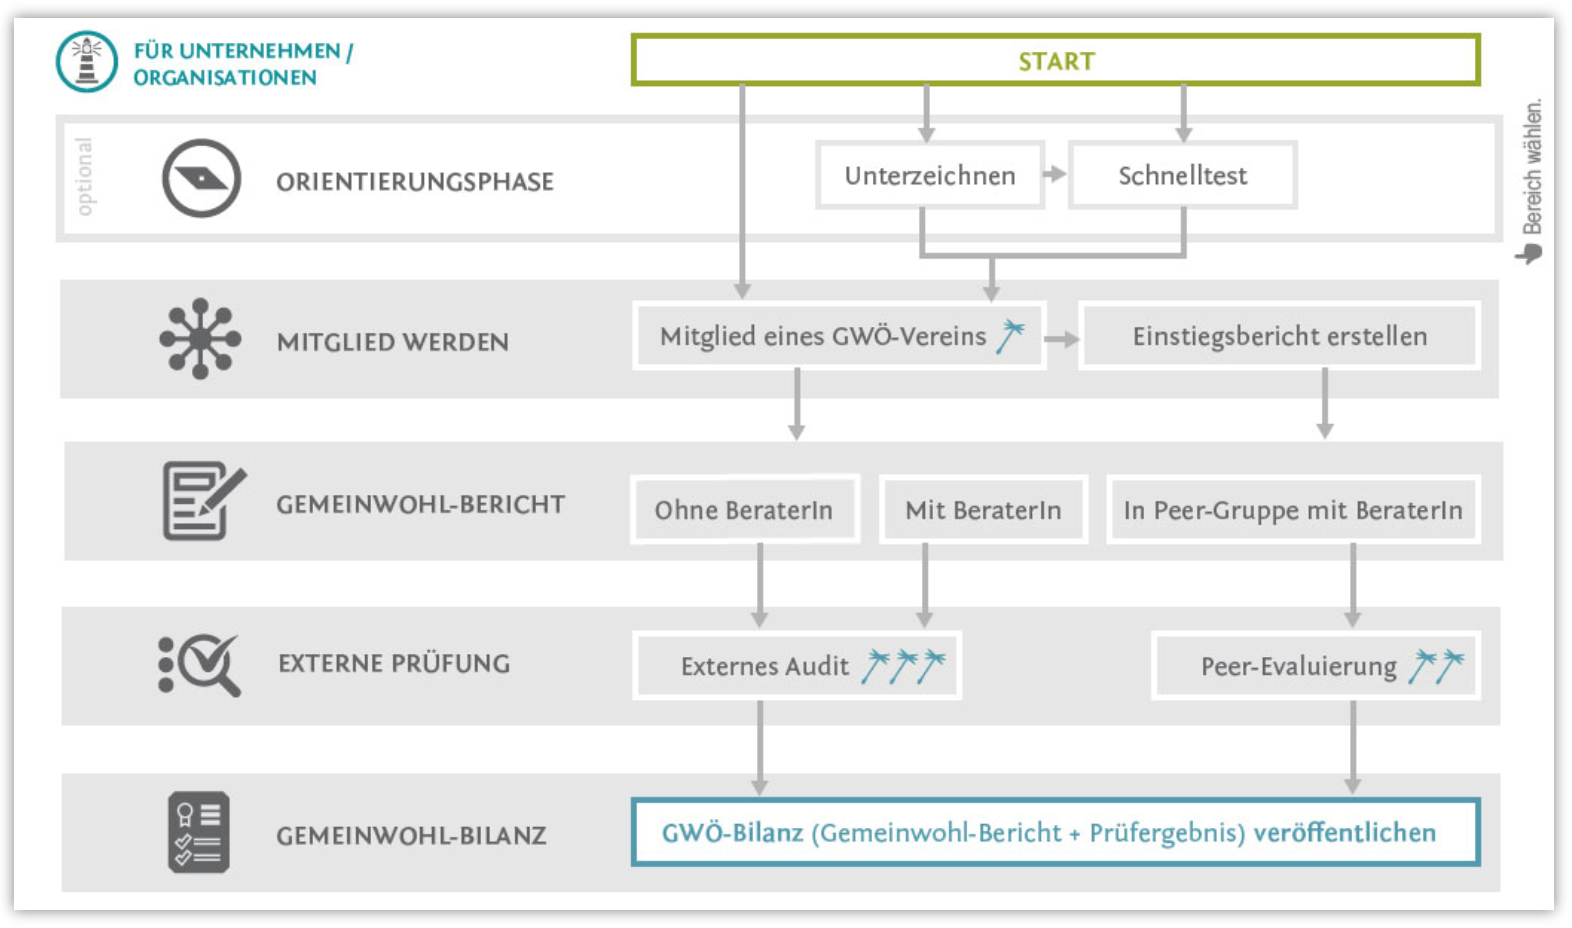 FÜR UNTERNEHMEN /
ORGANISATIONEN
START
optional
ORIENTIERUNGSPHASE
Unterzeichnen
Schnelltest
Bereich wählen.
MITGLIED WERDEN
Mitglied eines GWÖ-Vereins
Einstiegsbericht erstellen
GEMEINWOHL-BERICHT
Ohne BeraterIn
Mit BeraterIn
In Peer-Gruppe mit BeraterIn
EXTERNE PRÜFUNG
Externes Audit
Peer-Evaluierung
GEMEINWOHL-BILANZ
GWÖ-Bilanz (Gemeinwohl-Bericht + Prüfergebnis) veröffentlichen